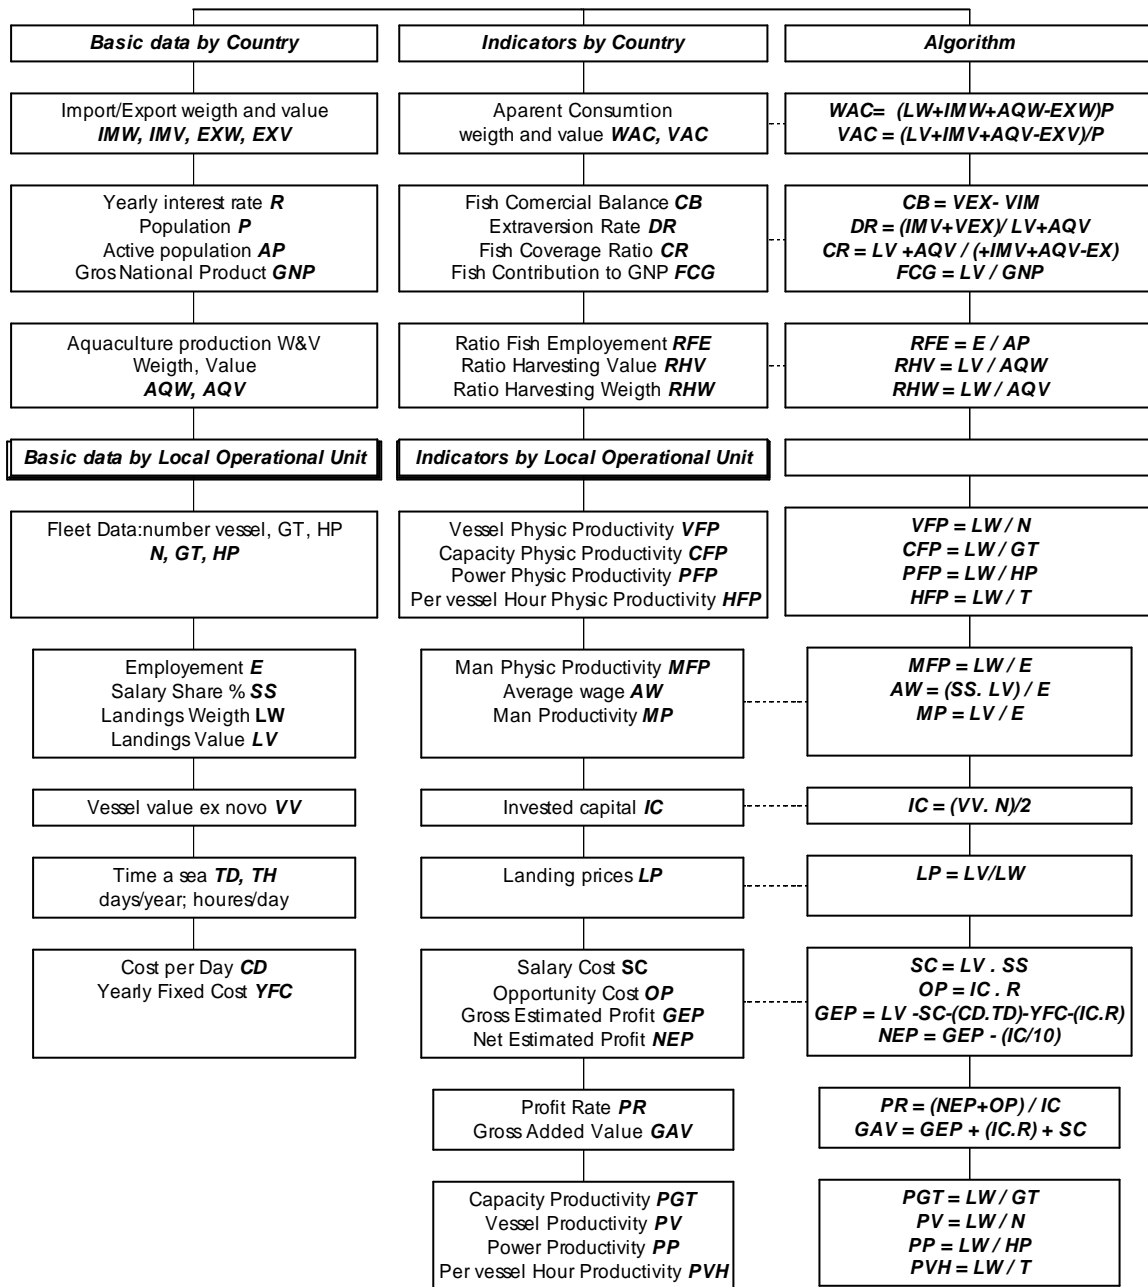 Basic data by Country
Indicators by Country
Algorithm
Import/Export weigth and value
IMW, IMV, EXW, EXV
Aparent Consumtion
weigth and value WAC, VAC
WAC= (LW+IMW+AQW-EXW)P
VAC = (LV+IMV+AQV-EXV)/P
Yearly interest rate R
Population P
Active population AP
Gros National Product GNP
Fish Comercial Balance CB
Extraversion Rate DR
Fish Coverage Ratio CR
Fish Contribution to GNP FCG
CB = VEX- VIM
DR = (IMV+VEX)/ LV+AQV
CR = LV +AQV / (+IMV+AQV-EX)
FCG = LV / GNP
Aquaculture production W&V
Weigth, Value
AQW, AQV
Ratio Fish Employement RFE
Ratio Harvesting Value RHV
Ratio Harvesting Weigth RHW
RFE = E / AP
RHV = LV / AQW
RHW = LW / AQV
Basic data by Local Operational Unit
Indicators by Local Operational Unit
Fleet Data:number vessel, GT, HP
N, GT, HP
Vessel Physic Productivity VFP
Capacity Physic Productivity CFP
Power Physic Productivity PFP
Per vessel Hour Physic Productivity HFP
VFP = LW / N
CFP = LW / GT
PFP = LW / HP
HFP = LW / T
Employement E
Salary Share % SS
Landings Weigth LW
Landings Value LV
Man Physic Productivity MFP
Average wage AW
Man Productivity MP
MFP = LW / E
AW = (SS. LV) / E
MP = LV / E
Vessel value ex novo VV
Invested capital IC
IC = (VV. N)/2
Time a sea TD, TH
days/year; houres/day
Landing prices LP
LP = LV/LW
Cost per Day CD
Yearly Fixed Cost YFC
Salary Cost SC
Opportunity Cost OP
Gross Estimated Profit GEP
Net Estimated Profit NEP
SC = LV . SS
OP = IC . R
GEP = LV -SC-(CD.TD)-YFC-(IC.R)
NEP = GEP - (IC/10)
Profit Rate PR
Gross Added Value GAV
PR = (NEP+OP) / IC
GAV = GEP + (IC.R) + SC
Capacity Productivity PGT
Vessel Productivity PV
Power Productivity PP
Per vessel Hour Productivity PVH
PGT = LW / GT
PV = LW / N
PP = LW / HP
PVH = LW / T